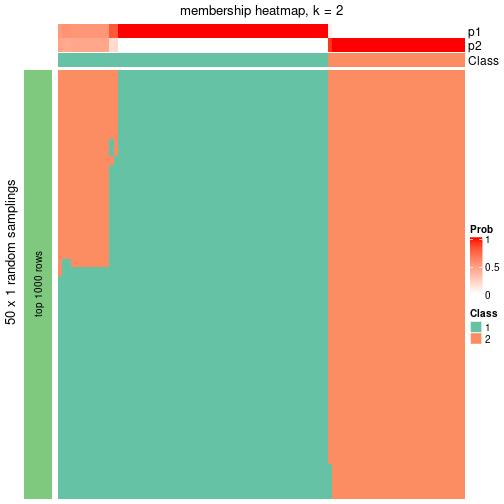 membership heatmap, k = 2
p1
p2
Class
50 x 1 random samplings
top 1000 rows
Prob
1
0.5
0
Class
1
2